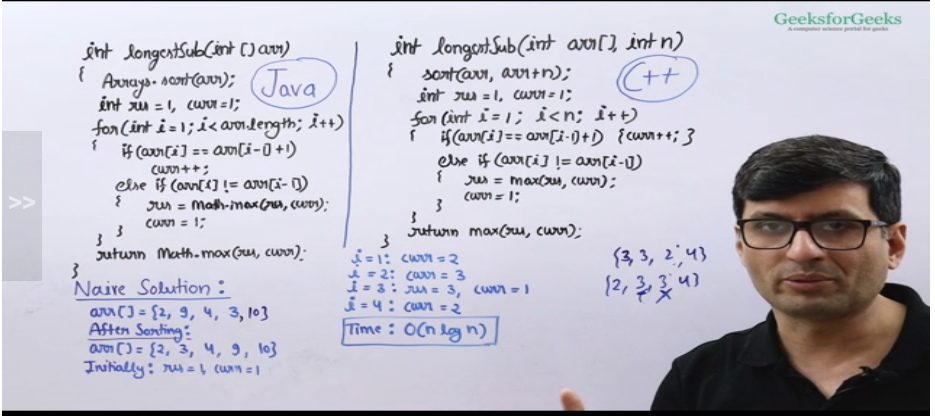 GeeksforGeeks
A computer science portal for geeks
int longestSub(int [] arr)
{ Arrays.sort(arr);
Java
int res = 1, curr = 1;
for(int i = 1; i < arr.length; i++)
{ if (arr[i] == arr[i-1] + 1)
curr++;
else if (arr[i] != arr[i-1])
{ res = Math.max(res, curr);
curr = 1;
}
}
return Math.max(res, curr);
}
int longestSub(int arr[], int n)
{ sort(arr, arr+n);
C++
int res = 1, curr = 1;
for (int i = 1; i < n; i++)
{ if(arr[i] == arr[i-1]+1) {curr++; }
else if (arr[i] != arr[i-1])
{ res = max(res, curr);
curr = 1;
}
}
return max(res, curr);
}
Naive Solution :
arr[] = {2, 9, 4, 3, 10}
After Sorting:
arr[] = {2, 3, 4, 9, 10}
Initially: res = 1, curr = 1
i = 1: curr = 2
i = 2: curr = 3
i = 3: res = 3, curr = 1
i = 4: curr = 2
Time : O(n log n)
{3, 3, 2, 4}
{2, 3, 3, 4}
>>